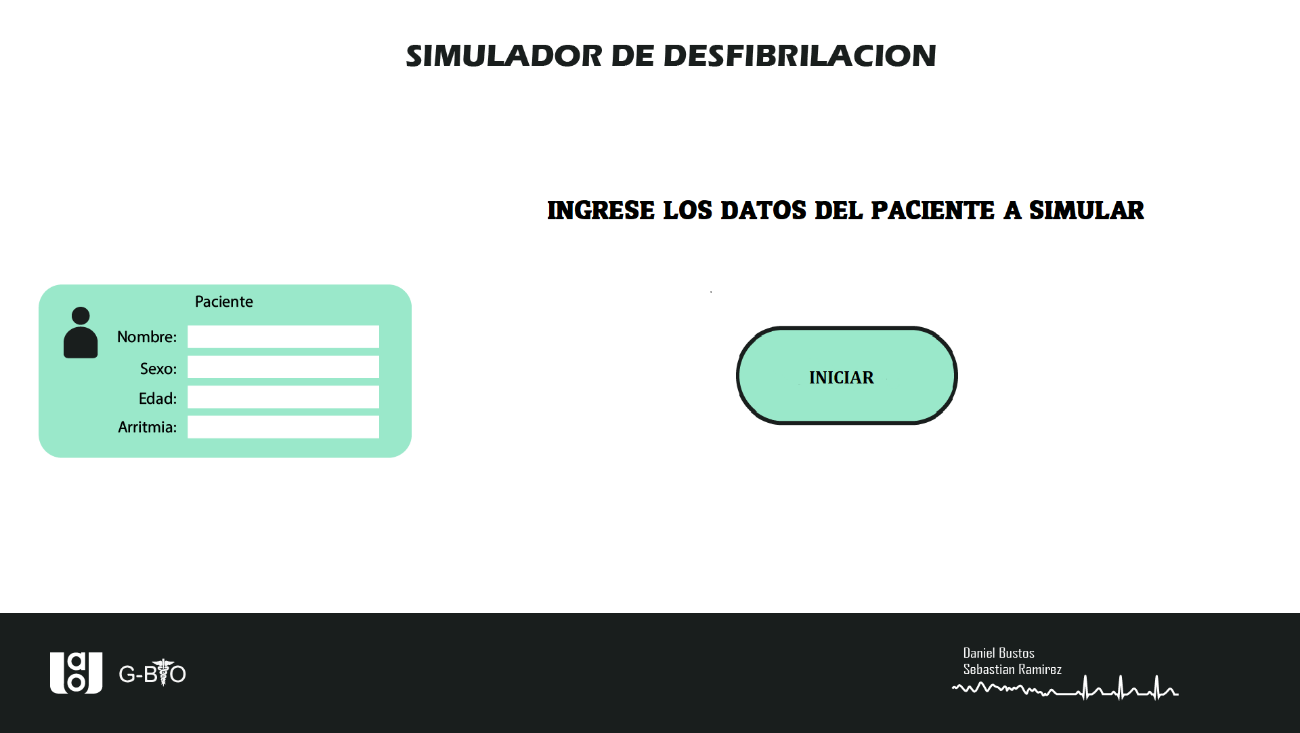 SIMULADOR DE DESFIBRILACION
INGRESE LOS DATOS DEL PACIENTE A SIMULAR
Paciente
Nombre:
Sexo:
Edad:
Arritmia:
INICIAR
uao
G-BIO
Daniel Bustos
Sebastian Ramirez